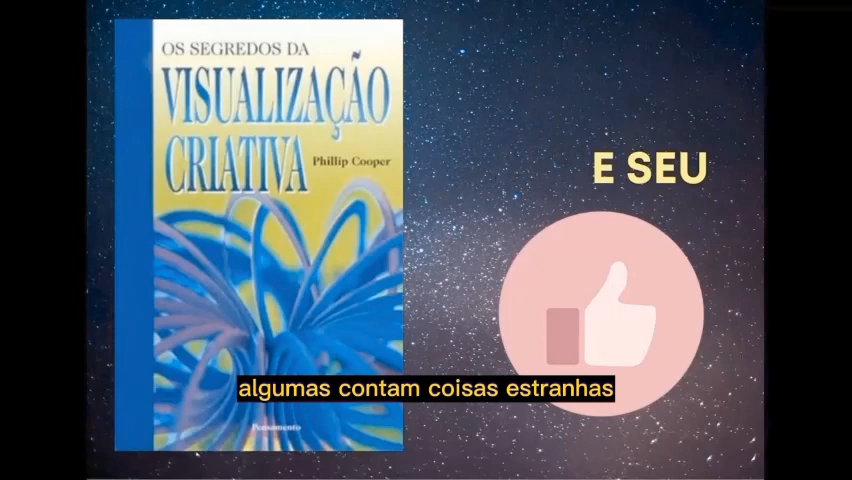 OS SEGREDOS DA
VISUALIZAÇÃO
CRIATIVA
Phillip Cooper
Pensamento
E SEU
algumas contam coisas estranhas